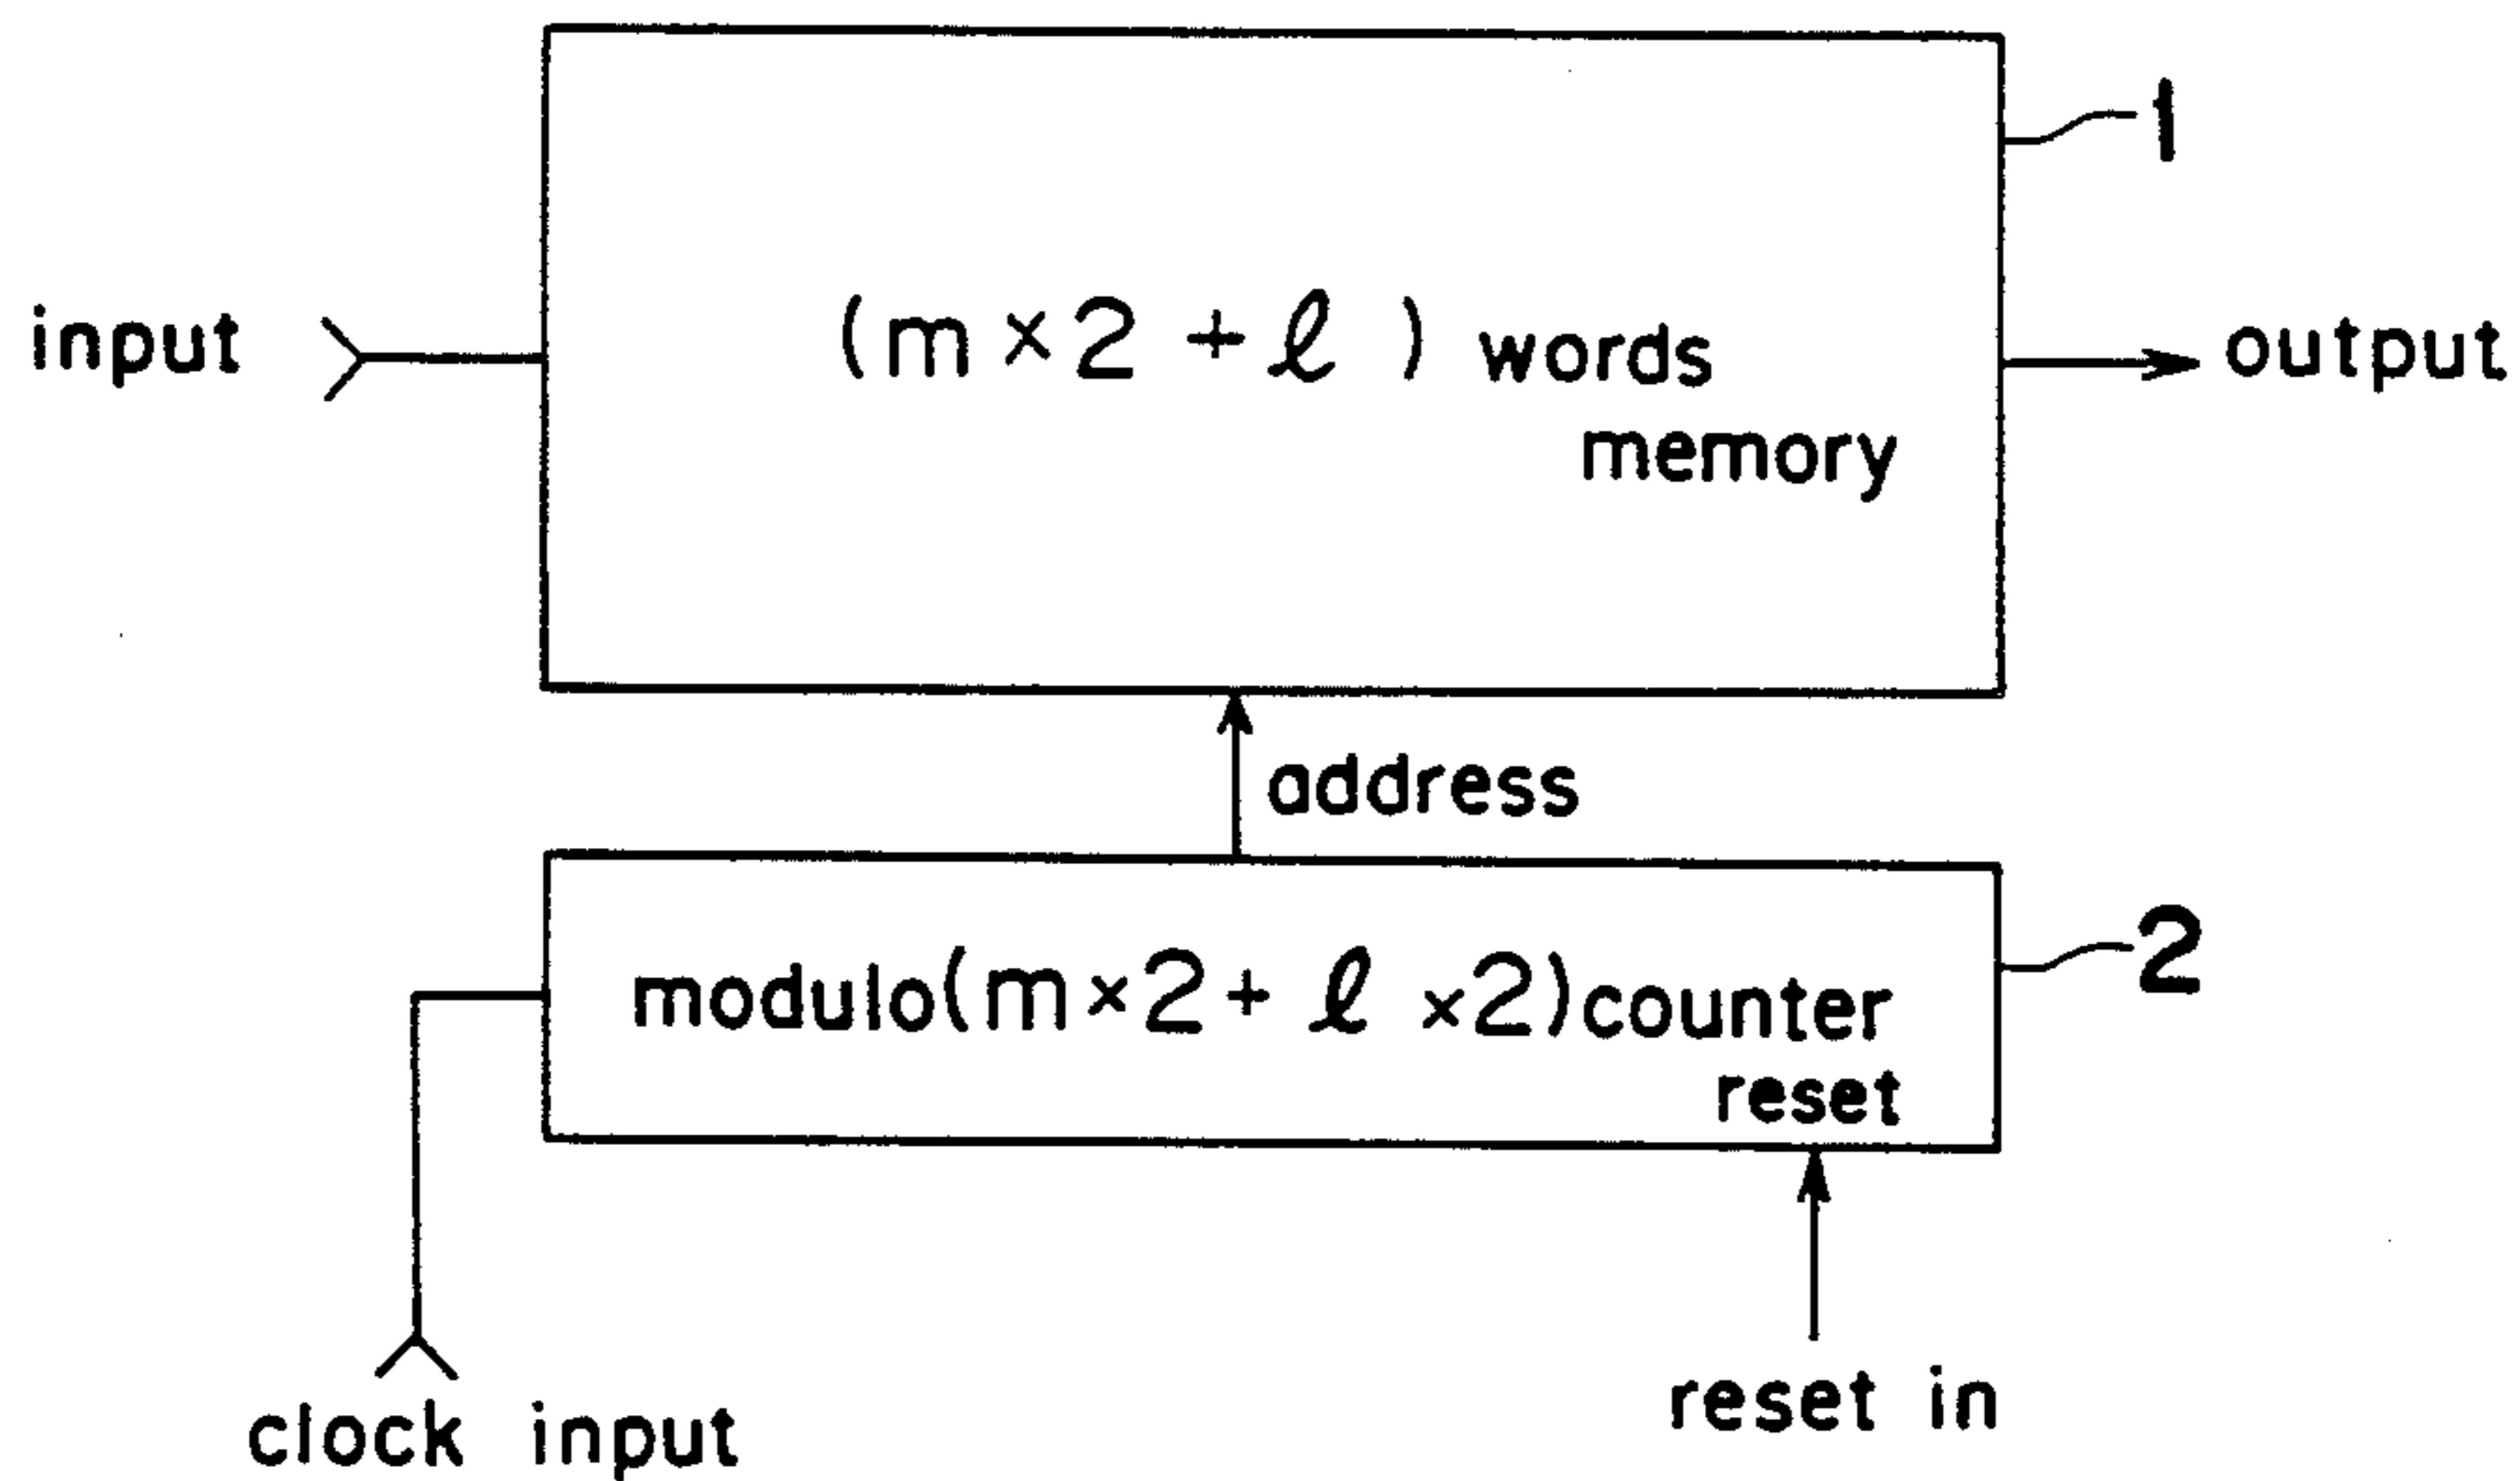 1
input
(m×2+ℓ) words
memory
output
address
modulo(m×2+ℓ×2)counter
2
reset
reset in
clock input